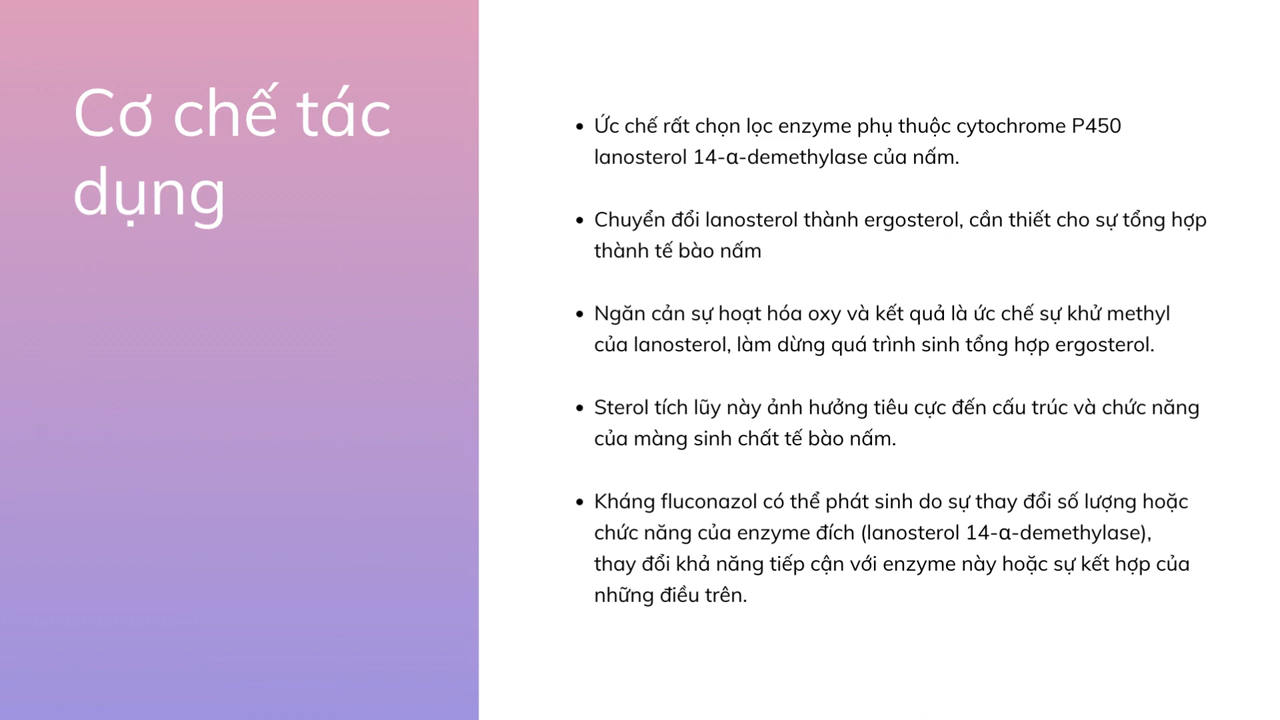 Cơ chế tác
dụng
• Ức chế rất chọn lọc enzyme phụ thuộc cytochrome P450
lanosterol 14-α-demethylase của nấm.
• Chuyển đổi lanosterol thành ergosterol, cần thiết cho sự tổng hợp
thành tế bào nấm
• Ngăn cản sự hoạt hóa oxy và kết quả là ức chế sự khử methyl
của lanosterol, làm dừng quá trình sinh tổng hợp ergosterol.
• Sterol tích lũy này ảnh hưởng tiêu cực đến cấu trúc và chức năng
của màng sinh chất tế bào nấm.
• Kháng fluconazol có thể phát sinh do sự thay đổi số lượng hoặc
chức năng của enzyme đích (lanosterol 14-α-demethylase),
thay đổi khả năng tiếp cận với enzyme này hoặc sự kết hợp của
những điều trên.